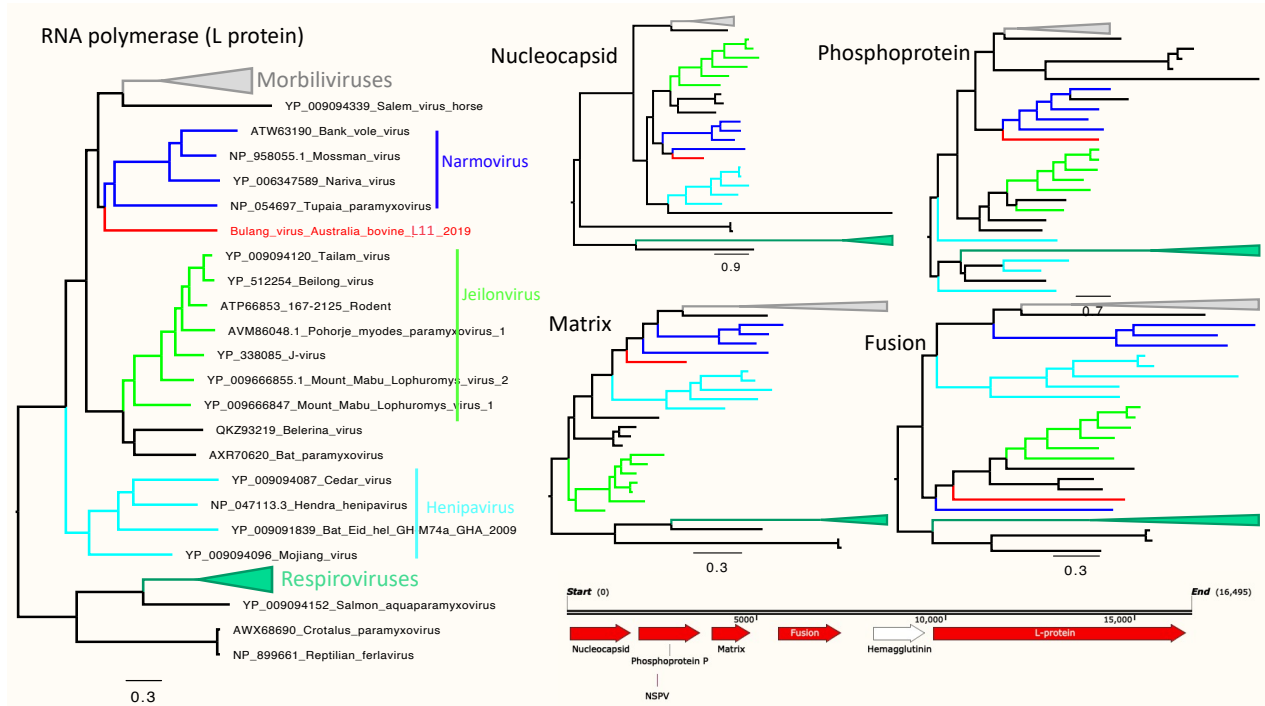 RNA polymerase (L protein)
Morbiliviruses
YP_009094339_Salem_virus_horse
ATW63190_Bank_vole_virus
NP_958055.1_Mossman_virus
Narmovirus
YP_006347589_Nariva_virus
NP_054697_Tupaia_paramyxovirus
Bulang_virus_Australia_bovine_L11_2019
YP_009094120_Tailam_virus
YP_512254_Beilong_virus
Jeilonvirus
ATP66853_167-2125_Rodent
AVM86048.1_Pohorje_myodes_paramyxovirus_1
YP_338085_J-virus
YP_009666855.1_Mount_Mabu_Lophuromys_virus_2
YP_009666847_Mount_Mabu_Lophuromys_virus_1
QKZ93219_Belerina_virus
AXR70620_Bat_paramyxovirus
YP_009094087_Cedar_virus
NP_047113.3_Hendra_henipavirus
Henipavirus
YP_009091839_Bat_Eid_hel_GH-M74a_GHA_2009
YP_009094096_Mojiang_virus
Respiroviruses
YP_009094152_Salmon_aquaparamyxovirus
AWX68690_Crotalus_paramyxovirus
NP_899661_Reptilian_ferlavirus
0.3
Nucleocapsid
0.9
Phosphoprotein
0.7
Matrix
0.3
Fusion
0.3
Start (0)
End (16,495)
5000
10,000
15,000
Fusion
L-protein
Nucleocapsid
Matrix
Hemagglutinin
Phosphoprotein P
NSPV